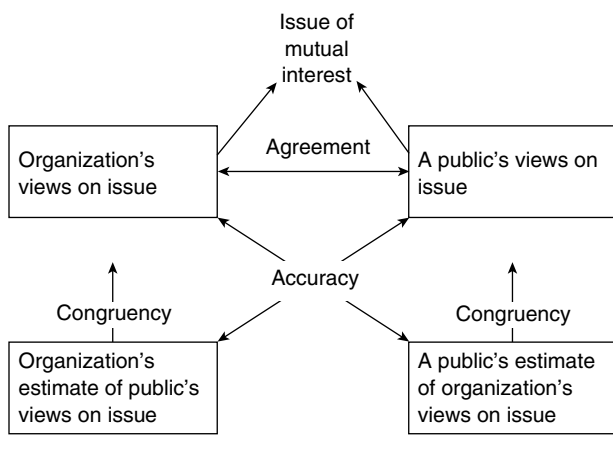 Issue of
mutual
interest
Agreement
Organization's
views on issue
A public's views on
issue
Accuracy
Congruency
Congruency
Organization's
estimate of public's
views on issue
A public's estimate
of organization's
views on issue